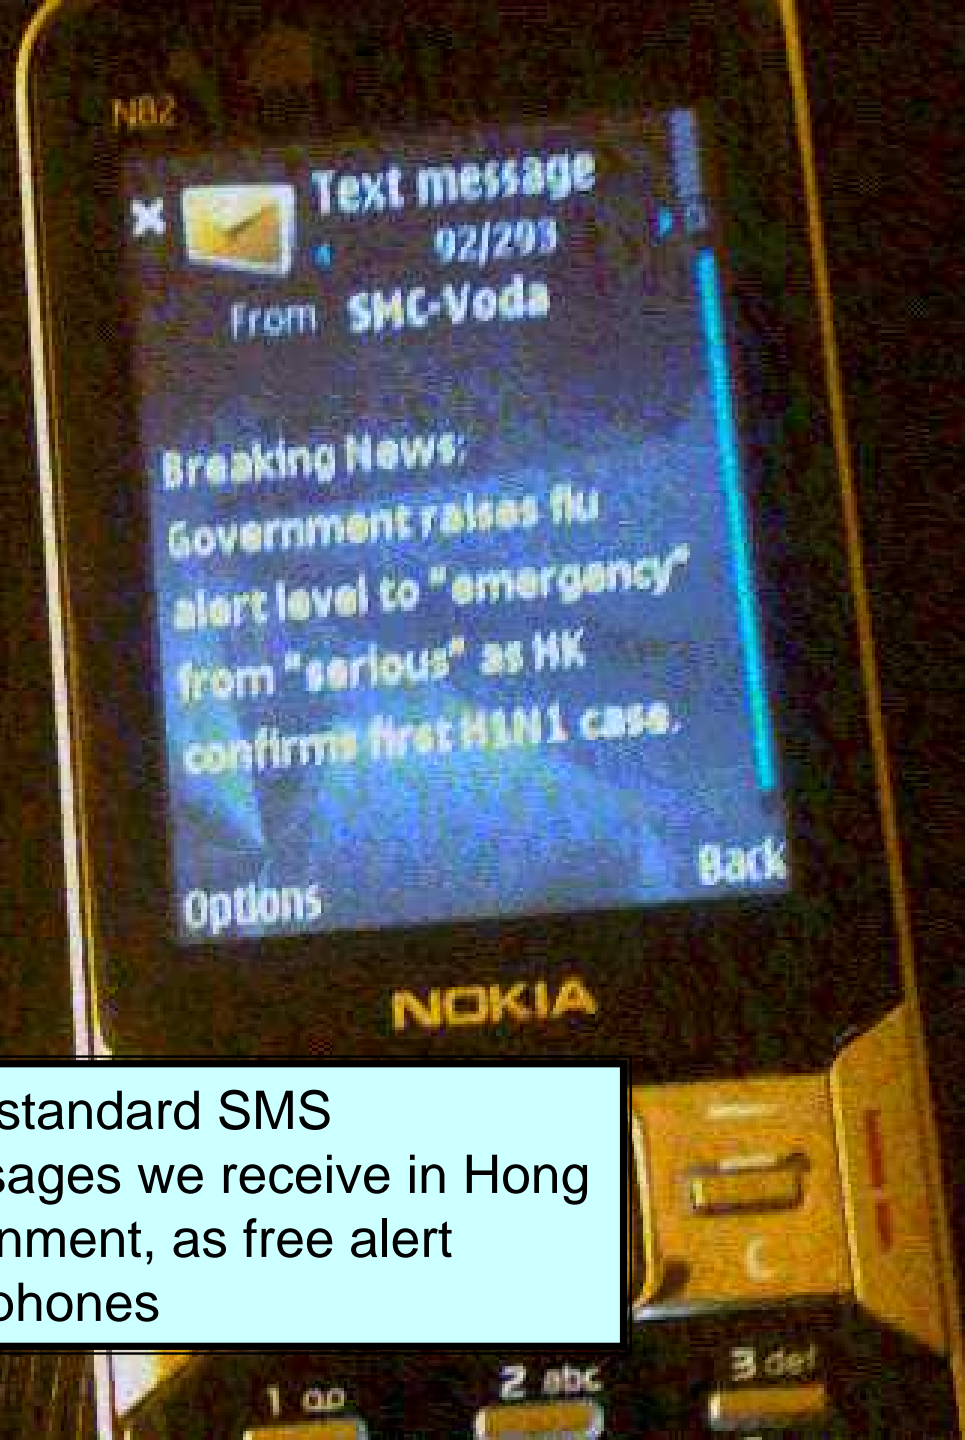 N82
Text message
92/293
From SMC-Voda
Breaking News:
Government raises flu
alert level to "emergency"
from "serious" as HK
confirms first H1N1 case.
Options
Back
NOKIA
standard SMS
sages we receive in Hong
nment, as free alert
phones
C
1
2 abc
3 def